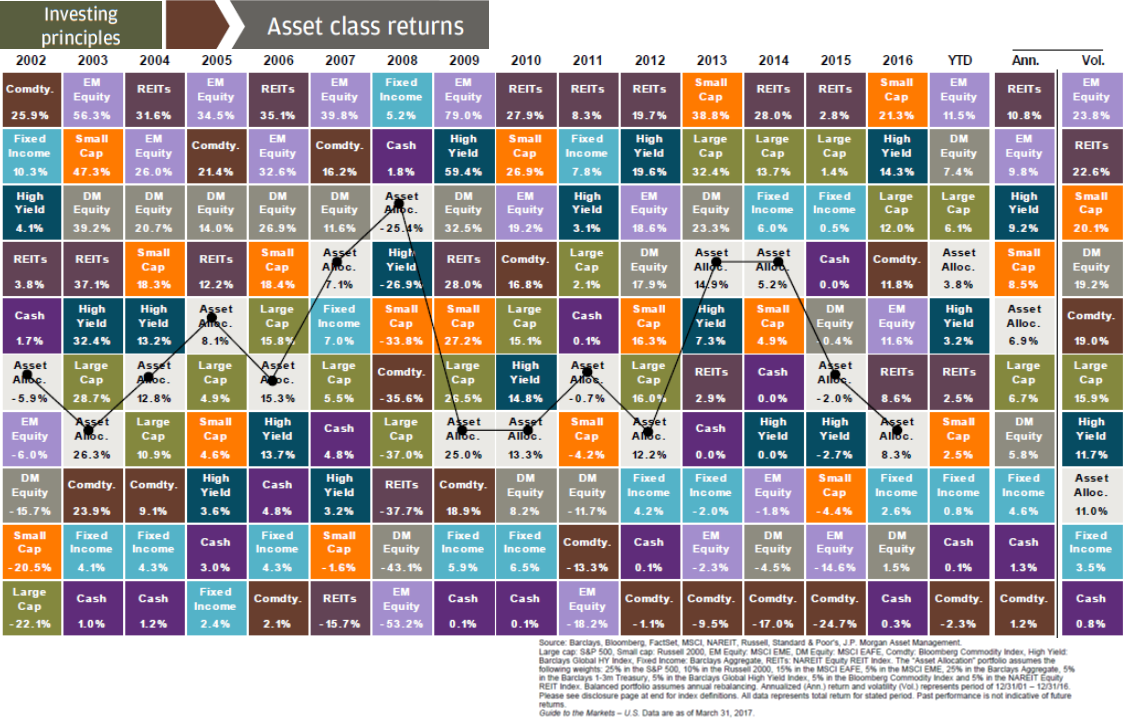 Investing
principles
Asset class returns
2002 2003 2004 2005 2006 2007 2008 2009 2010 2011 2012 2013 2014 2015 2016 YTD Ann. Vol.
Comdty. EM Equity REITs EM Equity REITs EM Equity Fixed Income EM Equity REITs REITs REITs Small Cap REITs REITs Small Cap EM Equity REITs EM Equity
25.9% 56.3% 31.6% 34.5% 35.1% 39.8% 5.2% 79.0% 27.9% 8.3% 19.7% 38.8% 28.0% 2.8% 21.3% 11.5% 10.8% 23.8%
Fixed Income Small Cap EM Equity Comdty. EM Equity Comdty. Cash High Yield Small Cap Fixed Income High Yield Large Cap Large Cap Large Cap High Yield DM Equity EM Equity REITs
10.3% 47.3% 26.0% 21.4% 32.6% 16.2% 1.8% 59.4% 26.9% 7.8% 19.6% 32.4% 13.7% 1.4% 14.3% 7.4% 9.8% 22.6%
High Yield DM Equity DM Equity DM Equity DM Equity DM Equity Asset Alloc. DM Equity EM Equity High Yield EM Equity DM Equity Fixed Income Fixed Income Large Cap Large Cap High Yield Small Cap
4.1% 39.2% 20.7% 14.0% 26.9% 11.6% -25.4% 32.5% 19.2% 3.1% 18.6% 23.3% 6.0% 0.5% 12.0% 6.1% 9.2% 20.1%
REITs REITs Small Cap REITs Small Cap Asset Alloc. High Yield REITs Comdty. Large Cap DM Equity Asset Alloc. Asset Alloc. Cash Comdty. Asset Alloc. Small Cap DM Equity
3.8% 37.1% 18.3% 12.2% 18.4% 7.1% -26.9% 28.0% 16.8% 2.1% 17.9% 14.9% 5.2% 0.0% 11.8% 3.8% 8.5% 19.2%
Cash High Yield High Yield Asset Alloc. Large Cap Fixed Income Small Cap Small Cap Large Cap Cash Small Cap High Yield Small Cap DM Equity EM Equity High Yield Asset Alloc. Comdty.
1.7% 32.4% 13.2% 8.1% 15.8% 7.0% -33.8% 27.2% 15.1% 0.1% 16.3% 7.3% 4.9% -0.4% 11.6% 3.2% 6.9% 19.0%
Asset Alloc. Large Cap Asset Alloc. Large Cap Asset Alloc. Large Cap Comdty. Large Cap High Yield Asset Alloc. Large Cap REITs Cash Asset Alloc. REITs REITs Large Cap Large Cap
-5.9% 28.7% 12.8% 4.9% 15.3% 5.5% -35.6% 26.5% 14.8% -0.7% 16.0% 2.9% 0.0% -2.0% 8.6% 2.5% 6.7% 15.9%
EM Equity Asset Alloc. Large Cap Small Cap High Yield Cash Large Cap Asset Alloc. Asset Alloc. Small Cap Asset Alloc. Cash High Yield High Yield Asset Alloc. Small Cap DM Equity High Yield
-6.0% 26.3% 10.9% 4.6% 13.7% 4.8% -37.0% 25.0% 13.3% -4.2% 12.2% 0.0% 0.0% -2.7% 8.3% 2.5% 5.8% 11.7%
DM Equity Comdty. Comdty. High Yield Cash High Yield REITs Comdty. DM Equity DM Equity Fixed Income Fixed Income EM Equity Small Cap Fixed Income Fixed Income Fixed Income Asset Alloc.
-15.7% 23.9% 9.1% 3.6% 4.8% 3.2% -37.7% 18.9% 8.2% -11.7% 4.2% -2.0% -1.8% -4.4% 2.6% 0.8% 4.6% 11.0%
Small Cap Fixed Income Fixed Income Cash Fixed Income Small Cap DM Equity Fixed Income Fixed Income Comdty. Cash EM Equity DM Equity EM Equity DM Equity Cash Cash Fixed Income
-20.5% 4.1% 4.3% 3.0% 4.3% -1.6% -43.1% 5.9% 6.5% -13.3% 0.1% -2.3% -4.5% -14.6% 1.5% 0.1% 1.3% 3.5%
Large Cap Cash Cash Fixed Income Comdty. REITs EM Equity Cash Cash EM Equity Comdty. Comdty. Comdty. Comdty. Cash Comdty. Comdty. Cash
-22.1% 1.0% 1.2% 2.4% 2.1% -15.7% -53.2% 0.1% 0.1% -18.2% -1.1% -9.5% -17.0% -24.7% 0.3% -2.3% 1.2% 0.8%
Source: Barclays, Bloomberg, FactSet, MSCI, NAREIT, Russell, Standard & Poor's, J.P. Morgan Asset Management.
Large cap: S&P 500, Small cap: Russell 2000, EM Equity: MSCI EME, DM Equity: MSCI EAFE, Comdty: Bloomberg Commodity Index, High Yield:
Barclays Global HY Index, Fixed Income: Barclays Aggregate, REITs: NAREIT Equity REIT Index. The "Asset Allocation" portfolio assumes the
following weights: 25% in the S&P 500, 10% in the Russell 2000, 15% in the MSCI EAFE, 5% in the MSCI EME, 25% in the Barclays Aggregate, 5%
in the Barclays 1-3m Treasury, 5% in the Barclays Global High Yield Index, 5% in the Bloomberg Commodity Index and 5% in the NAREIT Equity
REIT Index. Balanced portfolio assumes annual rebalancing. Annualized (Ann.) return and volatility (Vol.) represents period of 12/31/01 – 12/31/16.
Please see disclosure page at end for index definitions. All data represents total return for stated period. Past performance is not indicative of future
returns.
Guide to the Markets – U.S. Data are as of March 31, 2017.